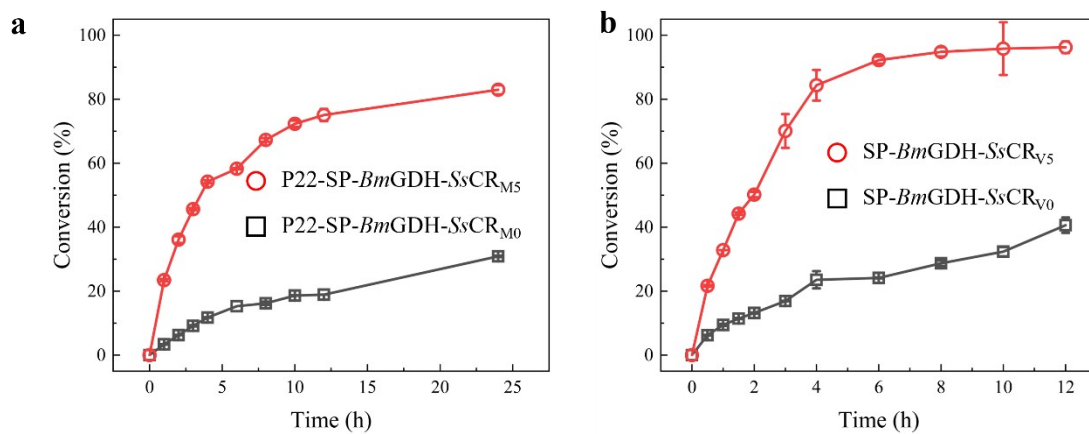 a
100
80
60
40
20
0
Conversion (%)
P22-SP-BmGDH-SsCRM5
P22-SP-BmGDH-SsCRM0
0 5 10 15 20 25
Time (h)
b
100
80
60
40
20
0
Conversion (%)
SP-BmGDH-SsCRV5
SP-BmGDH-SsCRV0
0 2 4 6 8 10 12
Time (h)